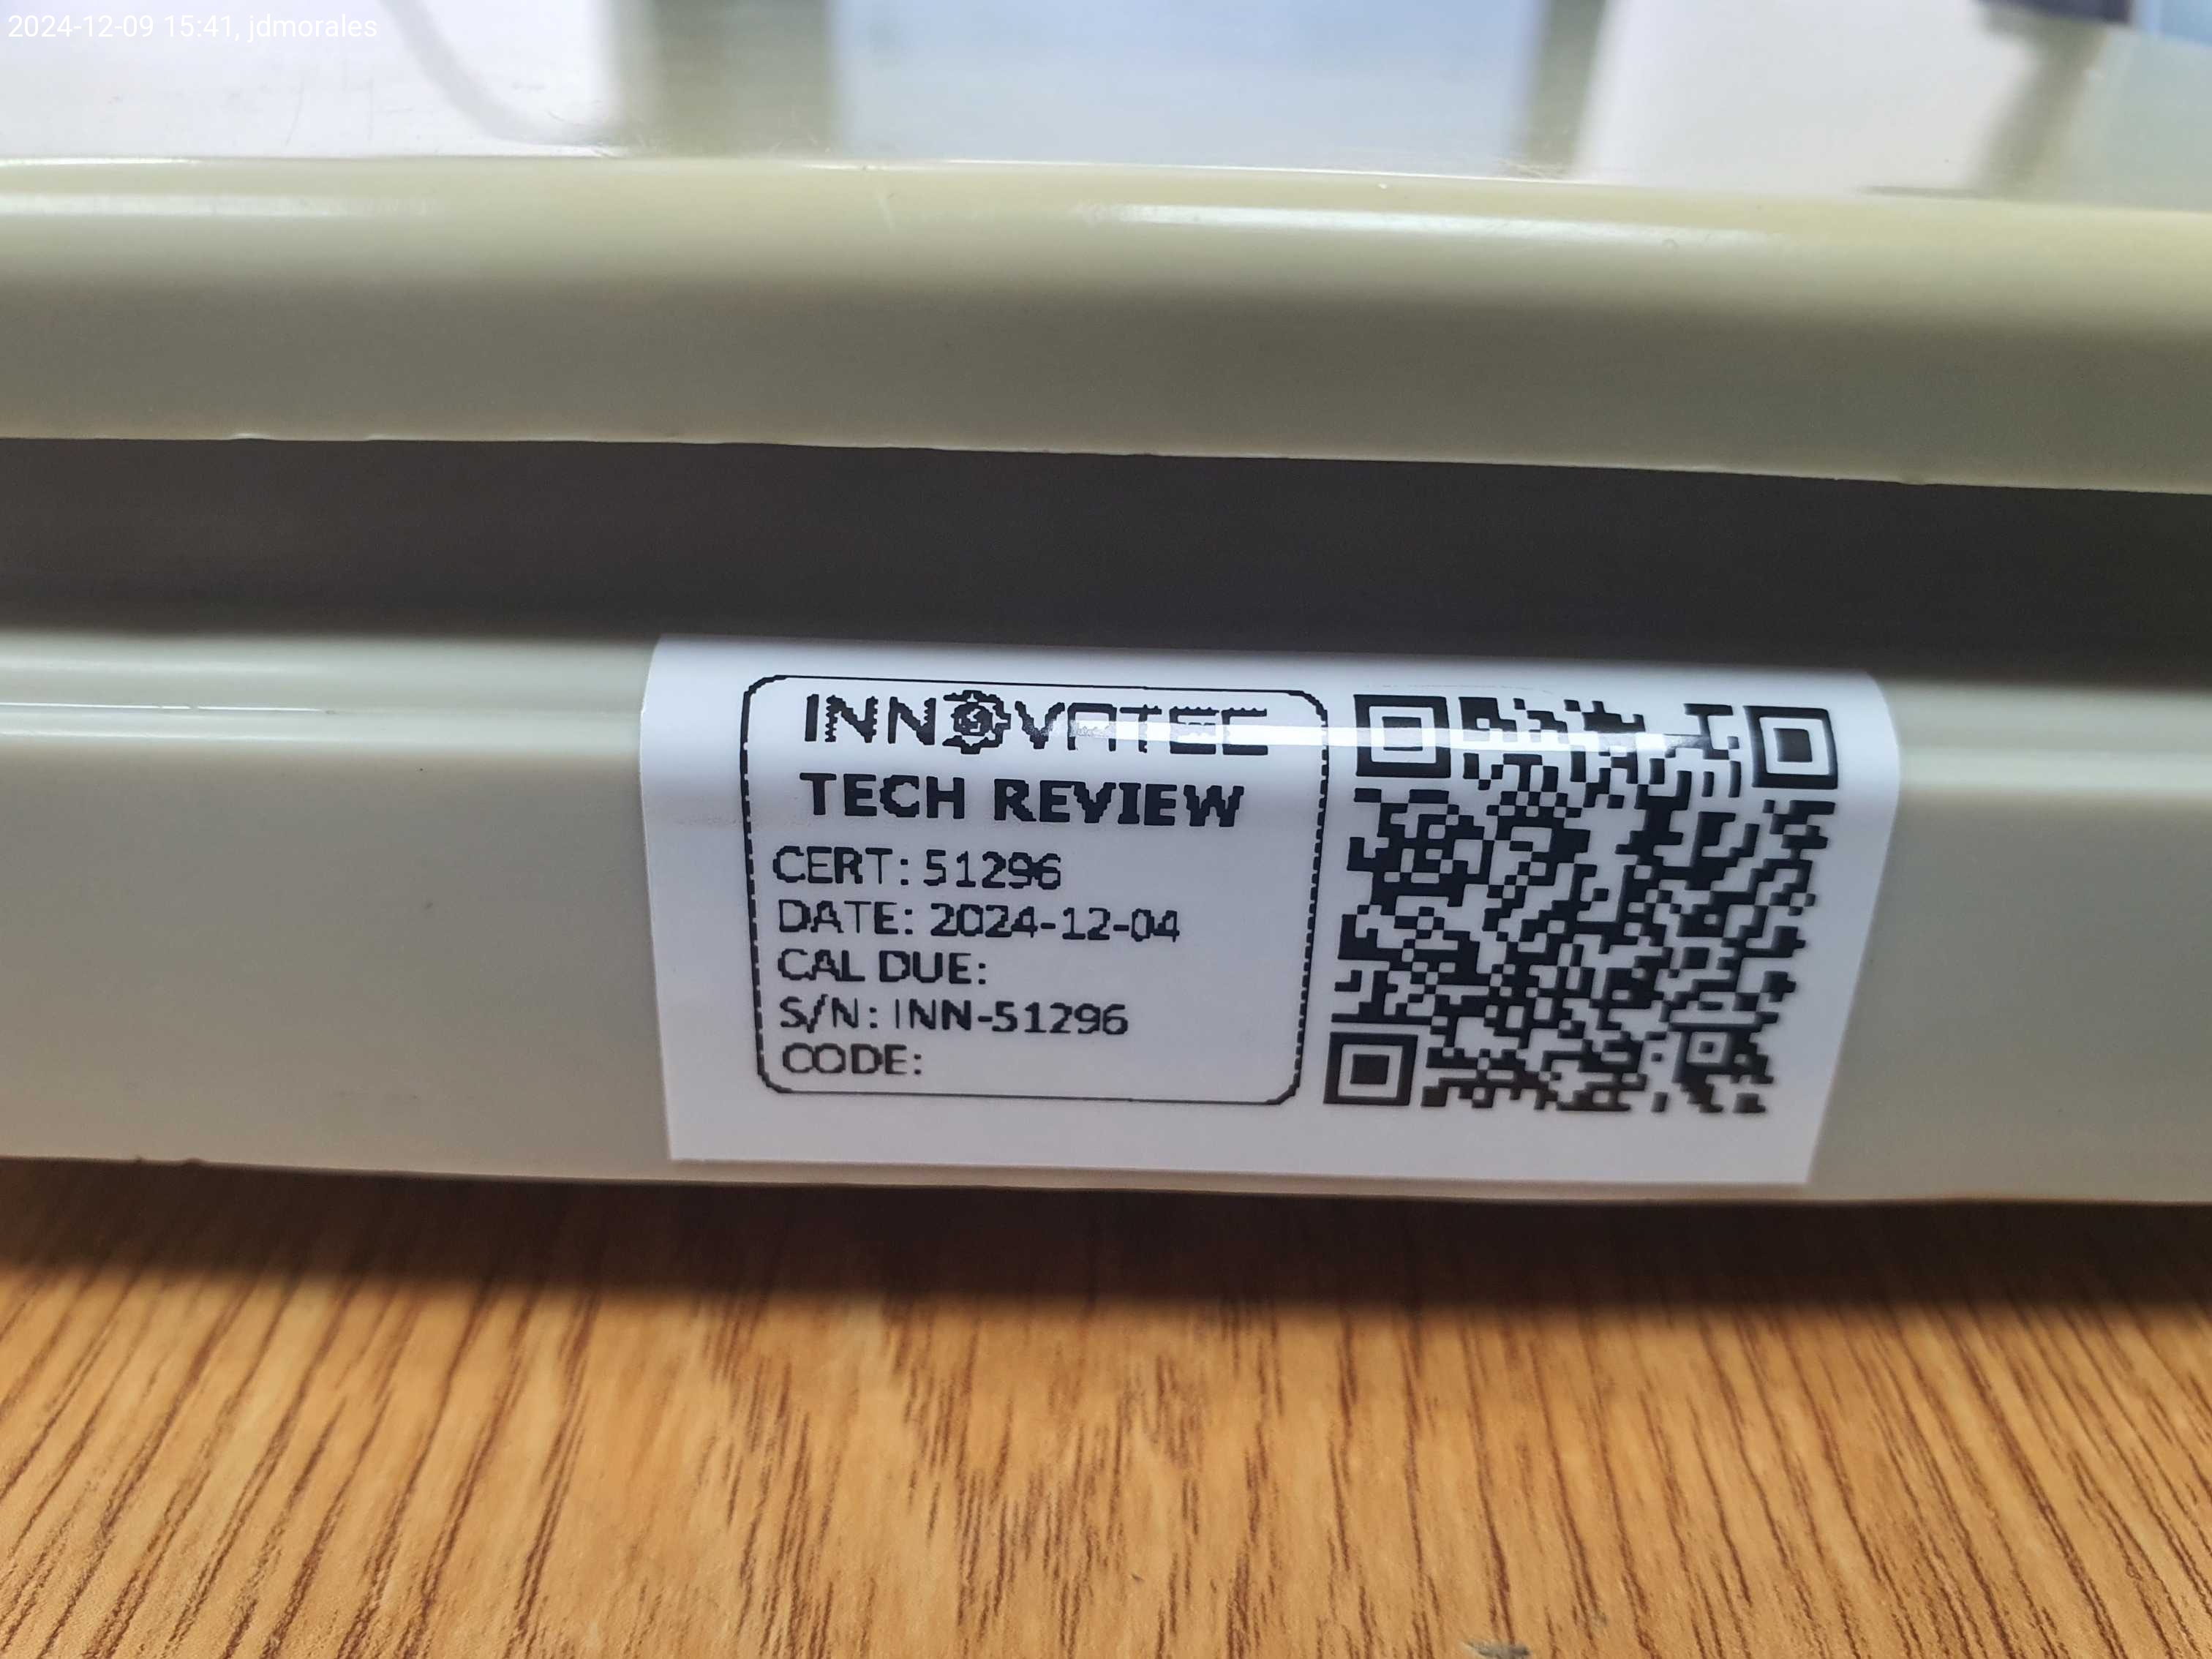 2024-12-09 15:41, jdmorales
INNOVATEC
TECH REVIEW
CERT: 51296
DATE: 2024-12-04
CAL DUE:
S/N: INN-51296
CODE: